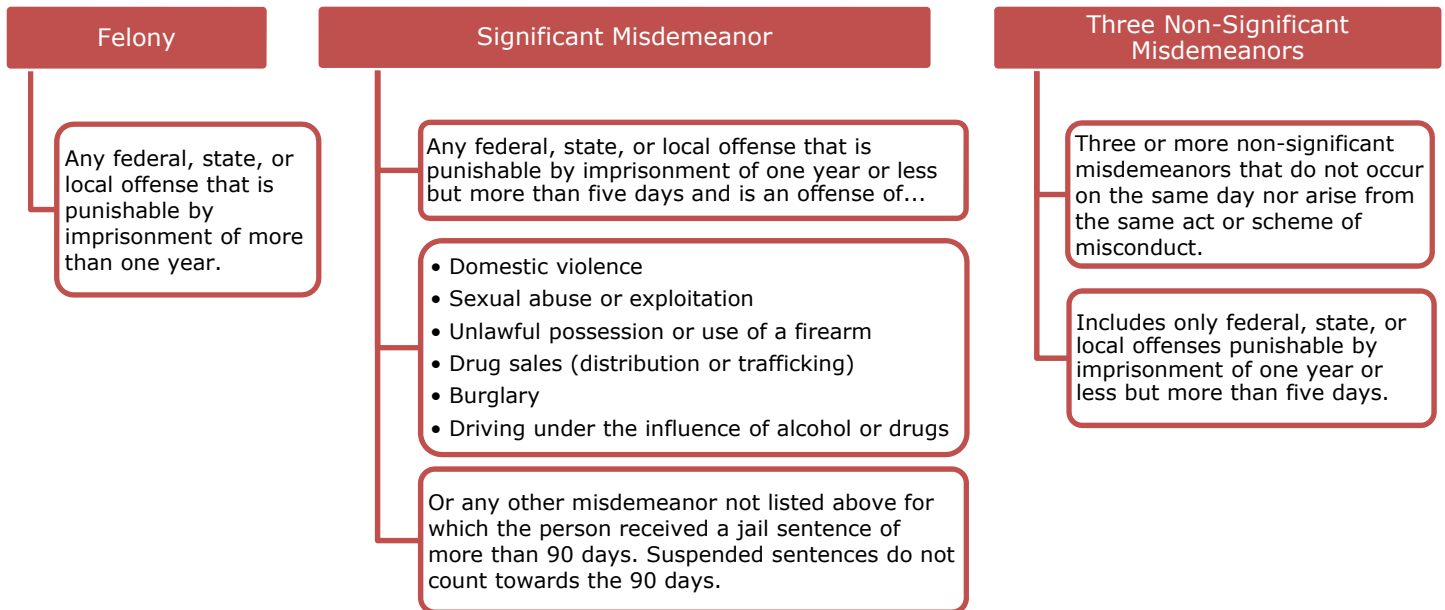 Felony
Any federal, state, or
local offense that is
punishable by
imprisonment of more
than one year.
Significant Misdemeanor
Any federal, state, or local offense that is
punishable by imprisonment of one year or less
but more than five days and is an offense of...
• Domestic violence
• Sexual abuse or exploitation
• Unlawful possession or use of a firearm
• Drug sales (distribution or trafficking)
• Burglary
• Driving under the influence of alcohol or drugs
Or any other misdemeanor not listed above for
which the person received a jail sentence of
more than 90 days. Suspended sentences do not
count towards the 90 days.
Three Non-Significant
Misdemeanors
Three or more non-significant
misdemeanors that do not occur
on the same day nor arise from
the same act or scheme of
misconduct.
Includes only federal, state, or
local offenses punishable by
imprisonment of one year or
less but more than five days.